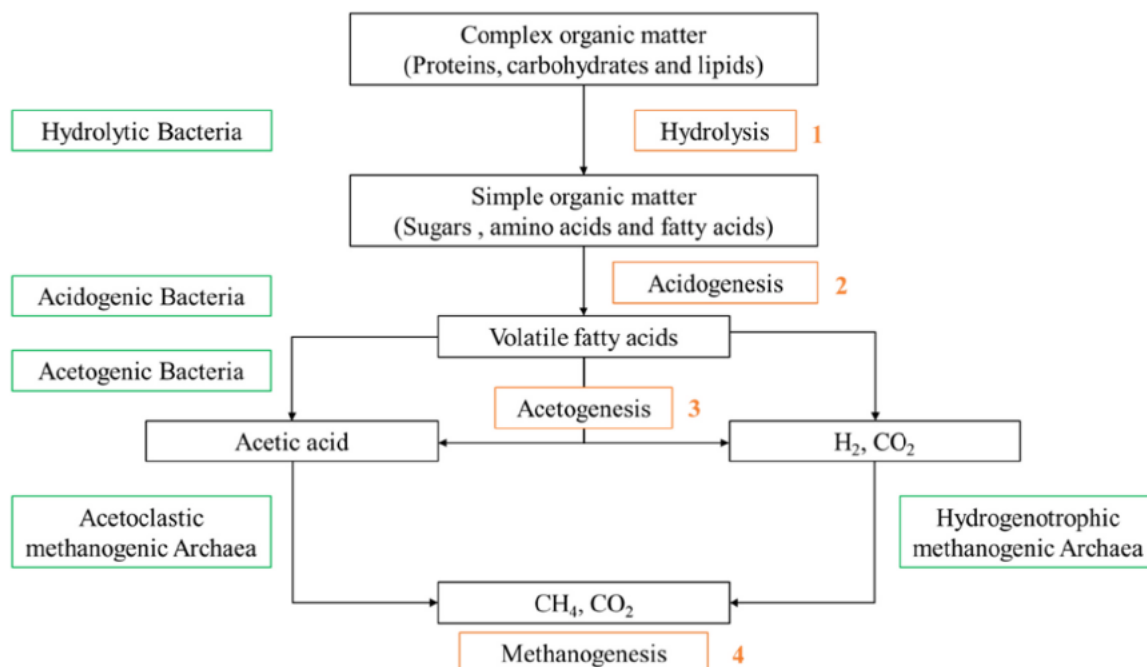 Complex organic matter
(Proteins, carbohydrates and lipids)
Hydrolytic Bacteria
Hydrolysis 1
Simple organic matter
(Sugars , amino acids and fatty acids)
Acidogenic Bacteria
Acidogenesis 2
Volatile fatty acids
Acetogenic Bacteria
Acetogenesis 3
Acetic acid
H₂, CO₂
Acetoclastic
methanogenic Archaea
Hydrogenotrophic
methanogenic Archaea
CH₄, CO₂
Methanogenesis 4